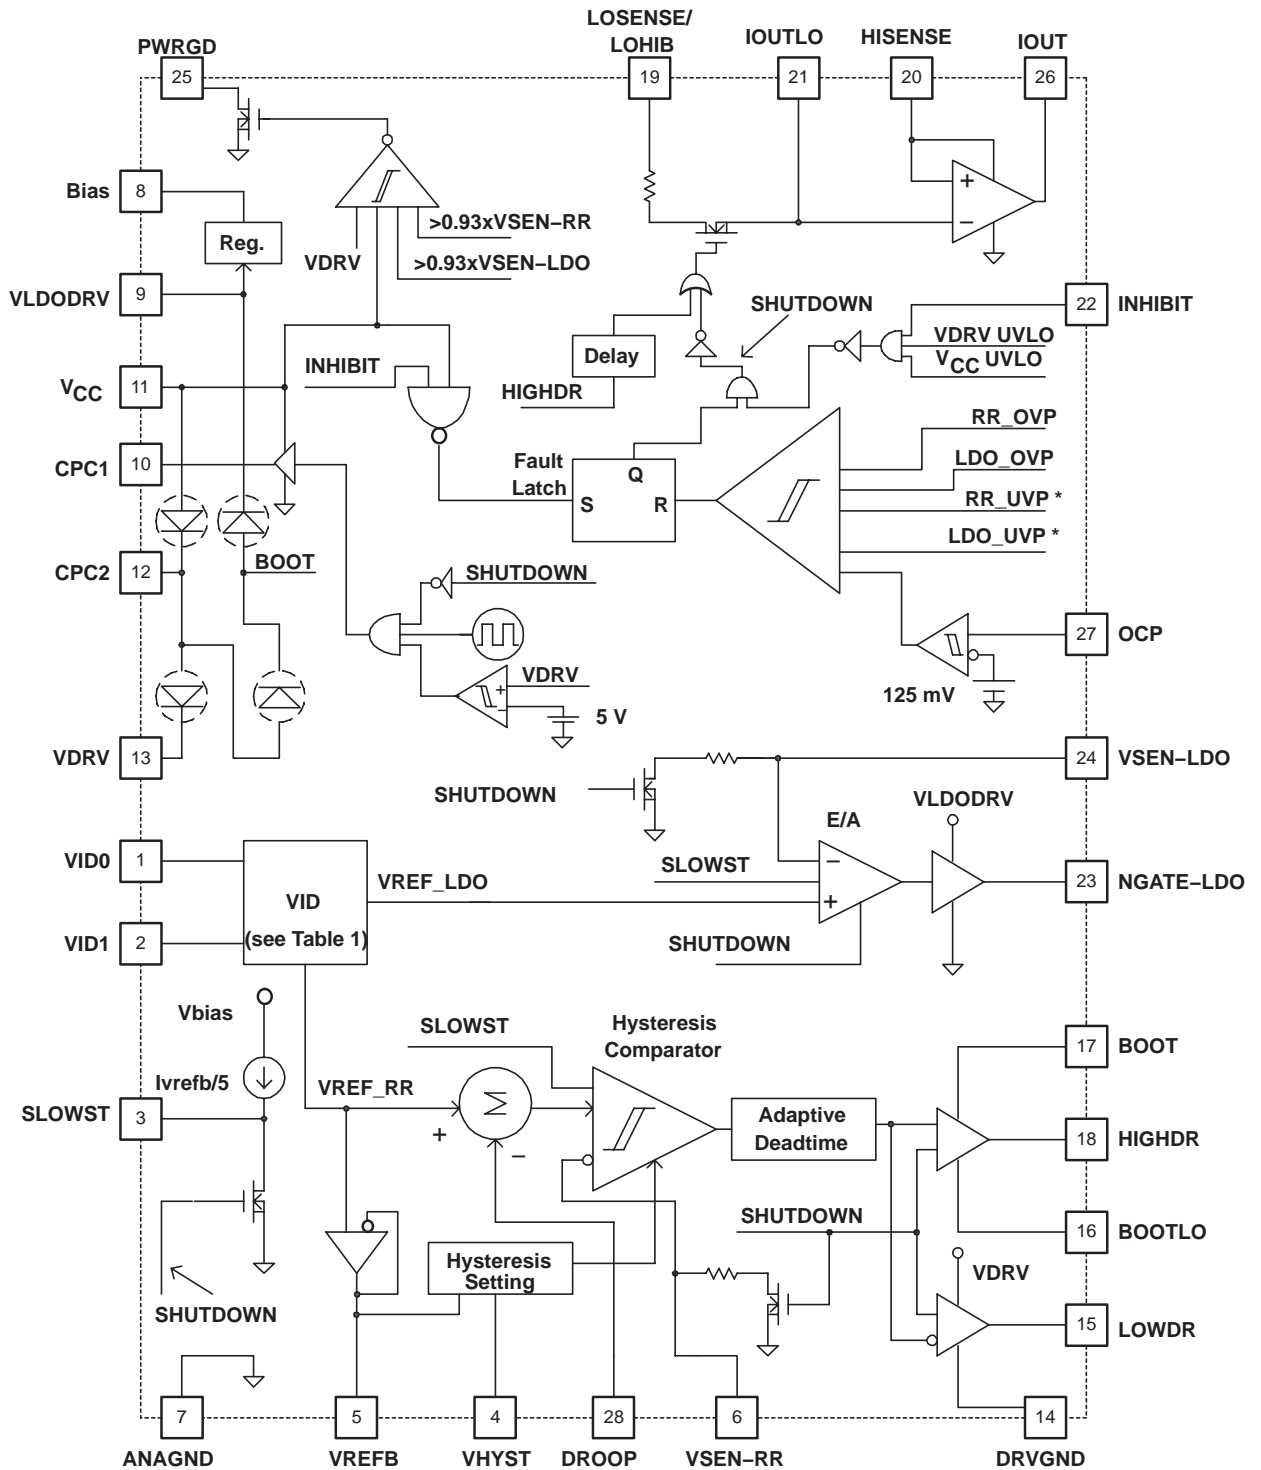 LOSENSE/
LOHIB
IOUTLO
HISENSE
IOUT
PWRGD
25
19
21
20
26
Bias
8
Reg.
>0.93xVSEN−RR
VDRV
>0.93xVSEN−LDO
+
−
VLDODRV
9
SHUTDOWN
22
INHIBIT
VDRV UVLO
VCC UVLO
INHIBIT
Delay
HIGHDR
VCC
11
RR_OVP
CPC1
10
Fault
Latch
Q
S
R
LDO_OVP
RR_UVP *
LDO_UVP *
CPC2
12
BOOT
SHUTDOWN
27
OCP
VDRV
+
−
5 V
125 mV
VDRV
13
24
VSEN−LDO
SHUTDOWN
VLDODRV
E/A
VID0
1
VREF_LDO
SLOWST
−
+
23
NGATE−LDO
VID
(see Table 1)
VID1
2
SHUTDOWN
Vbias
SLOWST
Hysteresis
Comparator
17
BOOT
Ivrefb/5
VREF_RR
Σ
+
−
Adaptive
Deadtime
SLOWST
3
18
HIGHDR
SHUTDOWN
16
BOOTLO
Hysteresis
Setting
VDRV
SHUTDOWN
15
LOWDR
7
5
4
28
6
14
ANAGND
VREFB
VHYST
DROOP
VSEN−RR
DRVGND